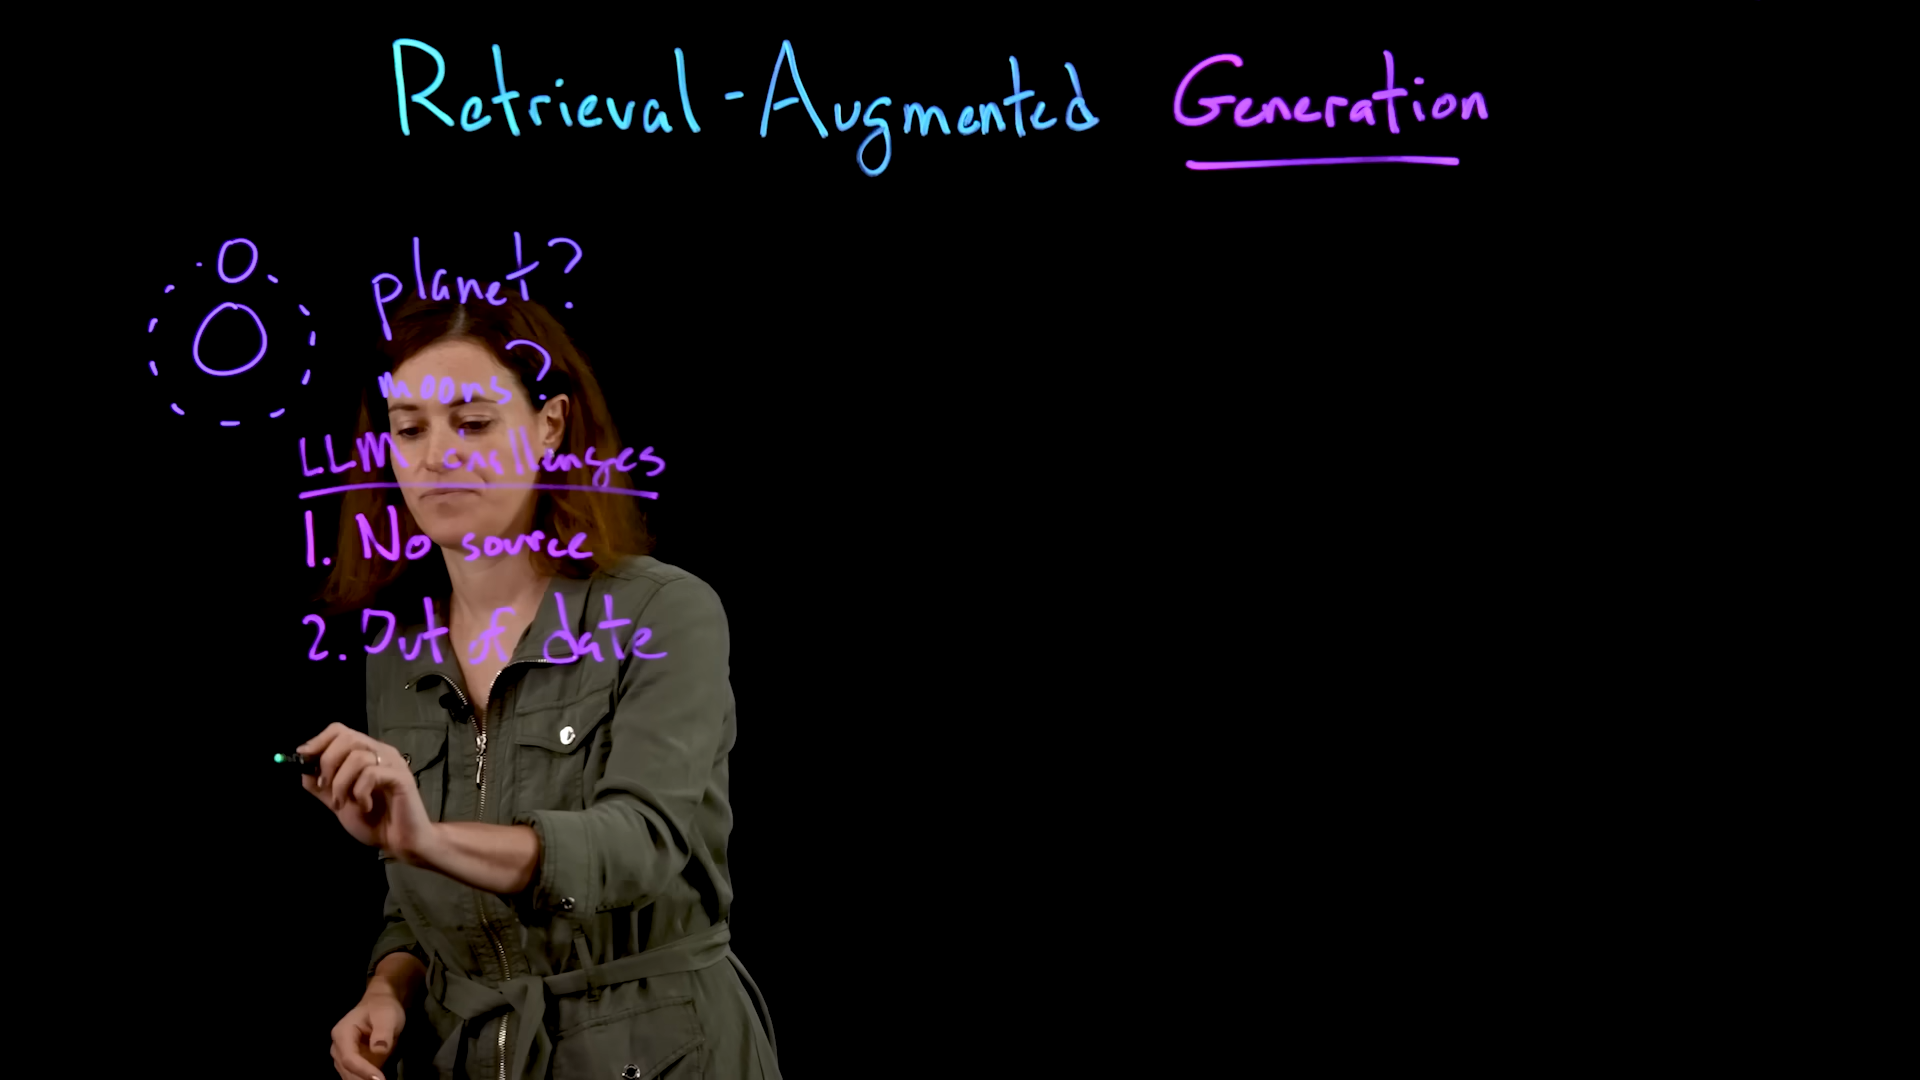 Retrieval-Augmented Generation
planet?
moons?
LLM challenges
1. No source
2. Out of date